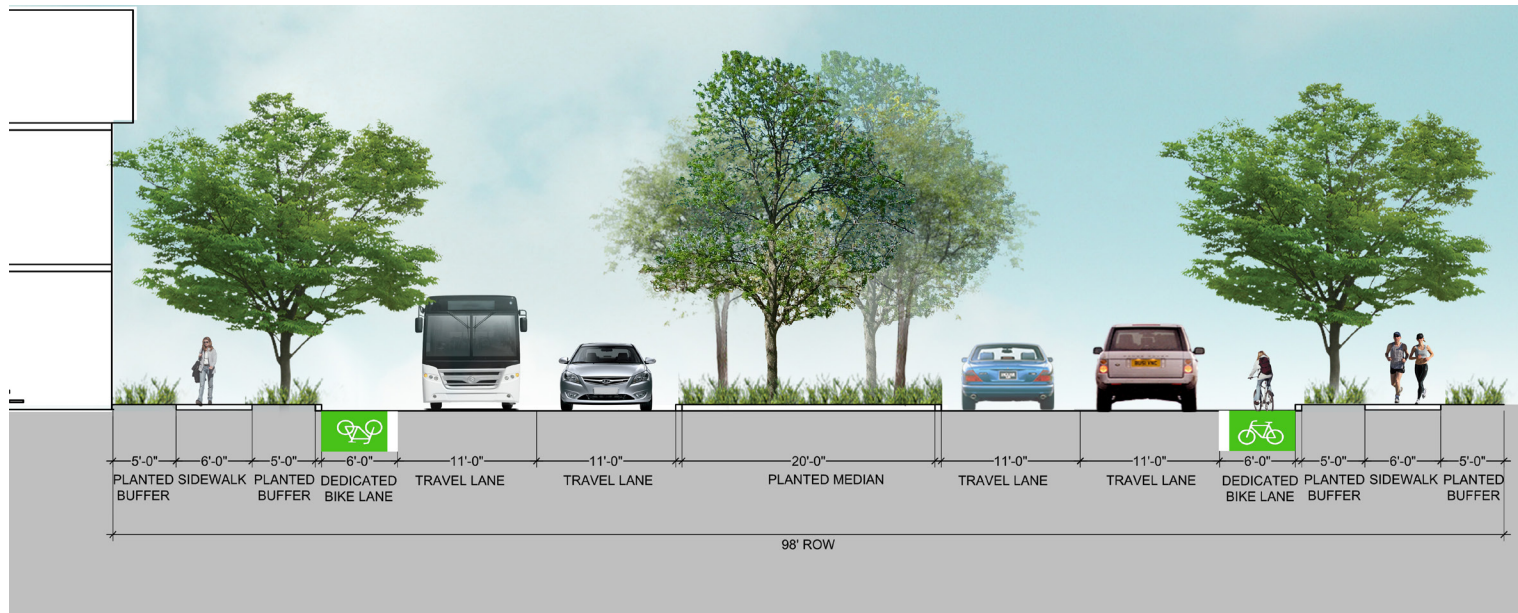 5'-0" 6'-0" 5'-0" 6'-0" 11'-0" 11'-0" 20'-0" 11'-0" 11'-0" 6'-0" 5'-0" 6'-0" 5'-0"
PLANTED BUFFER
SIDEWALK
PLANTED BUFFER
DEDICATED BIKE LANE
TRAVEL LANE
TRAVEL LANE
PLANTED MEDIAN
TRAVEL LANE
TRAVEL LANE
DEDICATED BIKE LANE
PLANTED BUFFER
SIDEWALK
PLANTED BUFFER
98' ROW